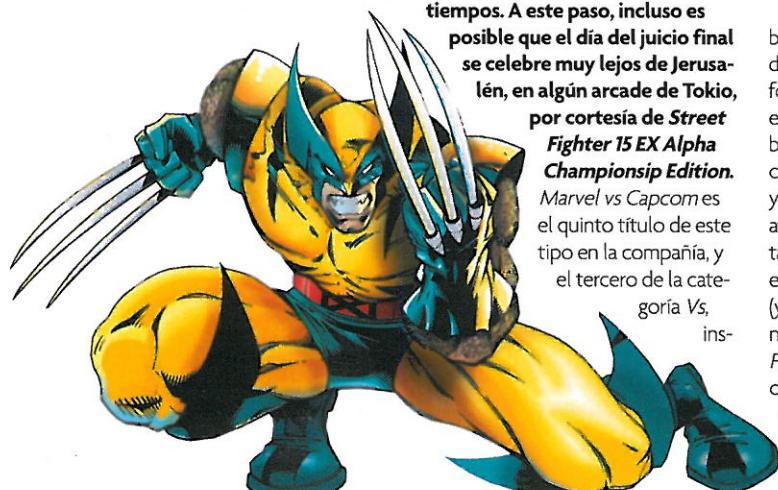 tiempos. A este paso, incluso es
posible que el día del juicio final
se celebre muy lejos de Jerusa-
lén, en algún arcade de Tokio,
por cortesía de Street
Fighter 15 EX Alpha
Championsip Edition.
Marvel vs Capcom es
el quinto título de este
tipo en la compañía, y
el tercero de la cate-
goría Vs,
ins-